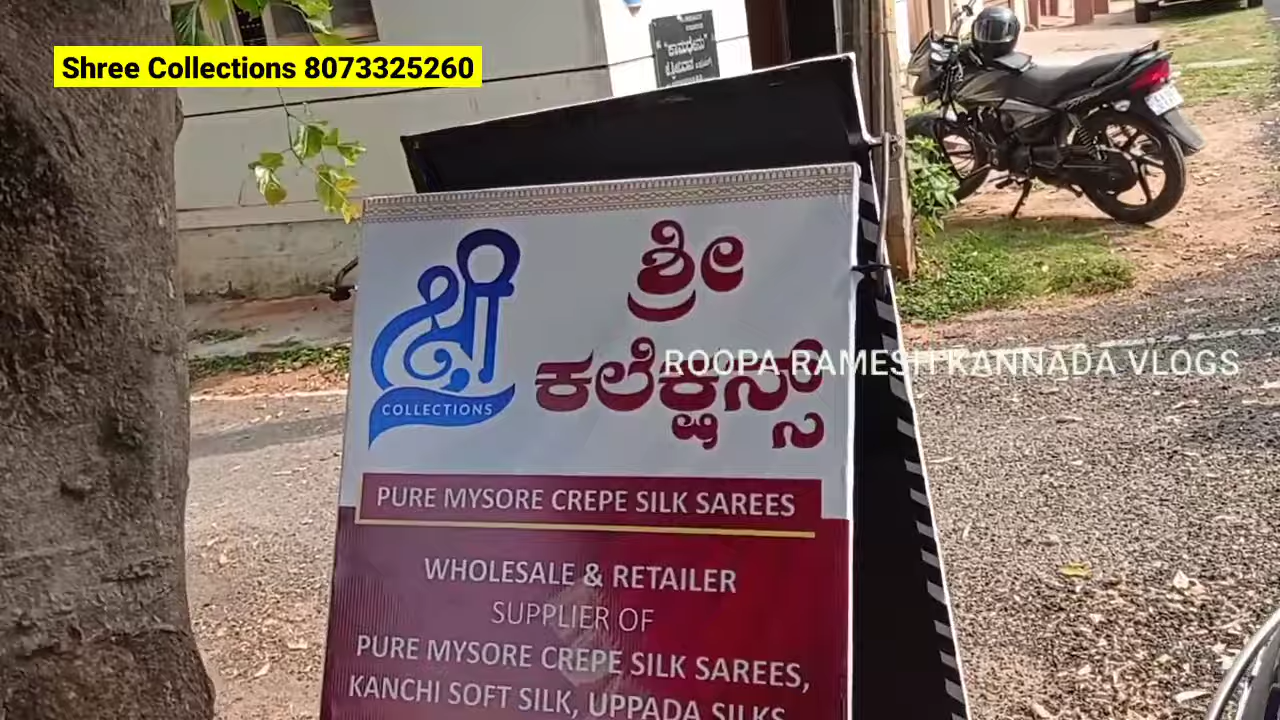 Shree Collections 8073325260
"ಕಾಮಧೇನು"
ಶ್ರೀ
COLLECTIONS
ಶ್ರೀ
ಕಲೆಕ್ಷನ್ಸ್
ROOPA RAMESH KANNADA VLOGS
PURE MYSORE CREPE SILK SAREES
WHOLESALE & RETAILER
SUPPLIER OF
PURE MYSORE CREPE SILK SAREES,
KANCHI SOFT SILK, UPPADA SILKS